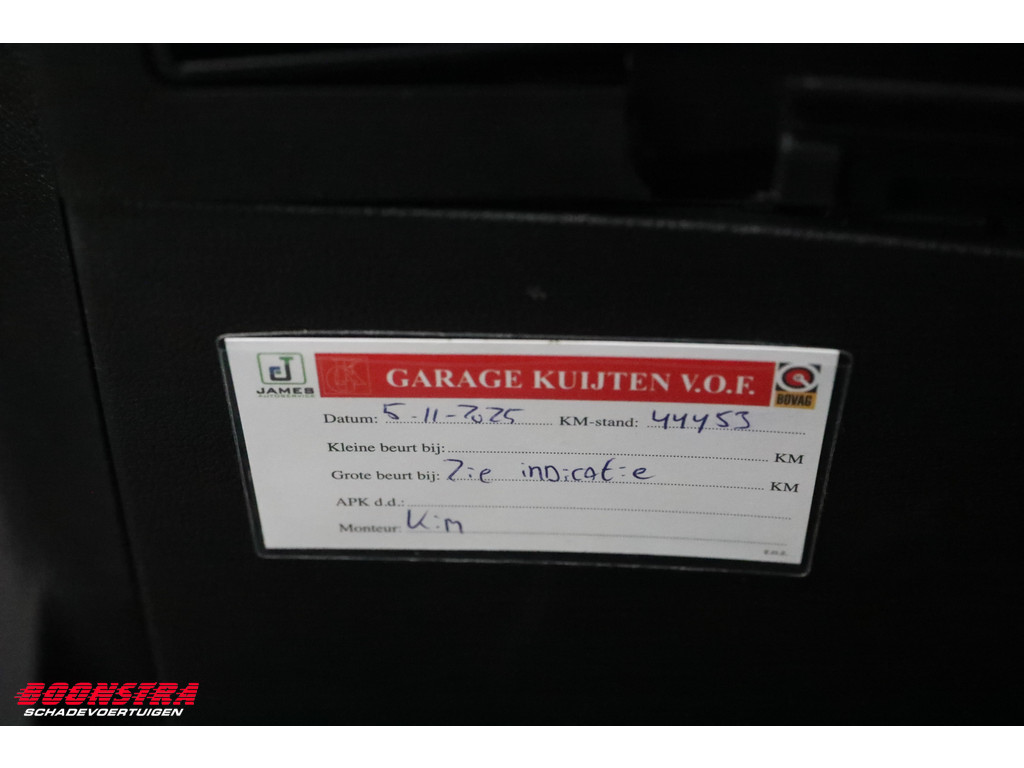 JAMES
AUTOSERVICE
GARAGE KUIJTEN V.O.F.
BOVAG
Datum: 5-11-2025 KM-stand: 44453
Kleine beurt bij: KM
Grote beurt bij: Zie indicatie KM
APK d.d.:
Monteur: Kim
BOONSTRA
SCHADEVOERTUIGEN